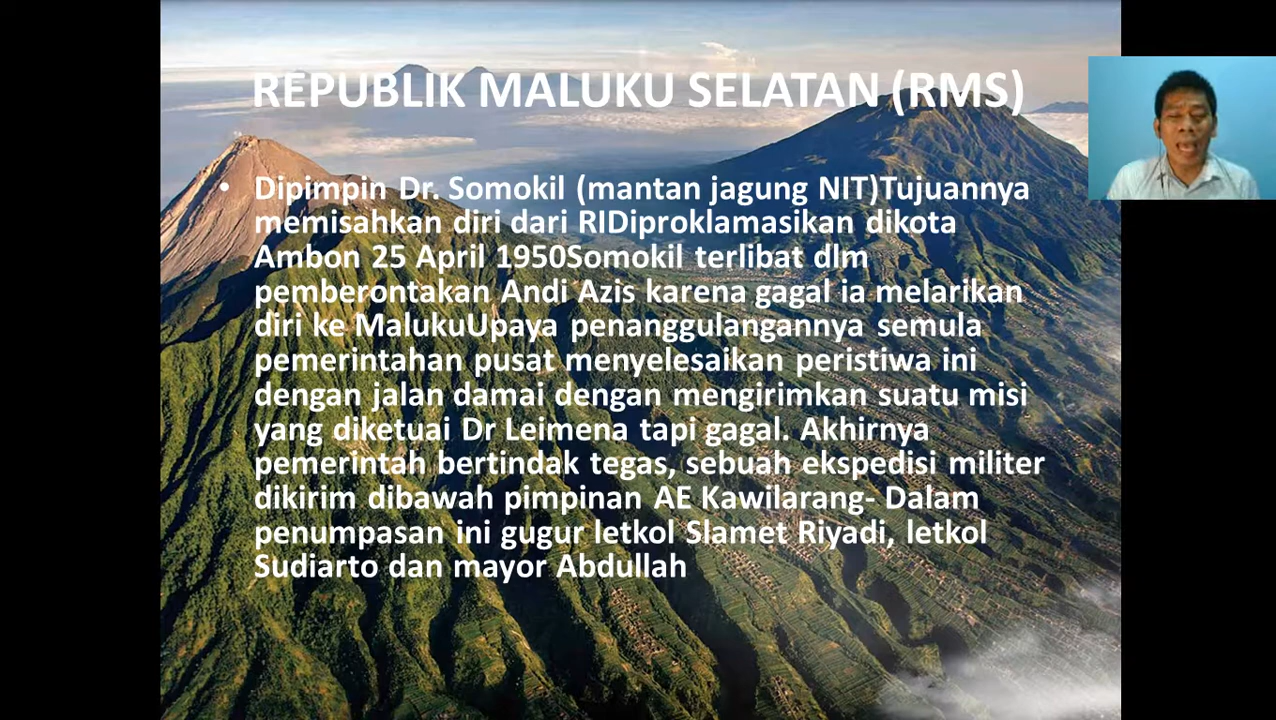 REPUBLIK MALUKU SELATAN (RMS)
• Dipimpin Dr. Somokil (mantan jagung NIT)Tujuannya
memisahkan diri dari RIDiproklamasikan dikota
Ambon 25 April 1950Somokil terlibat dlm
pemberontakan Andi Azis karena gagal ia melarikan
diri ke MalukuUpaya penanggulangannya semula
pemerintahan pusat menyelesaikan peristiwa ini
dengan jalan damai dengan mengirimkan suatu misi
yang diketuai Dr Leimena tapi gagal. Akhirnya
pemerintah bertindak tegas, sebuah ekspedisi militer
dikirim dibawah pimpinan AE Kawilarang- Dalam
penumpasan ini gugur letkol Slamet Riyadi, letkol
Sudiarto dan mayor Abdullah